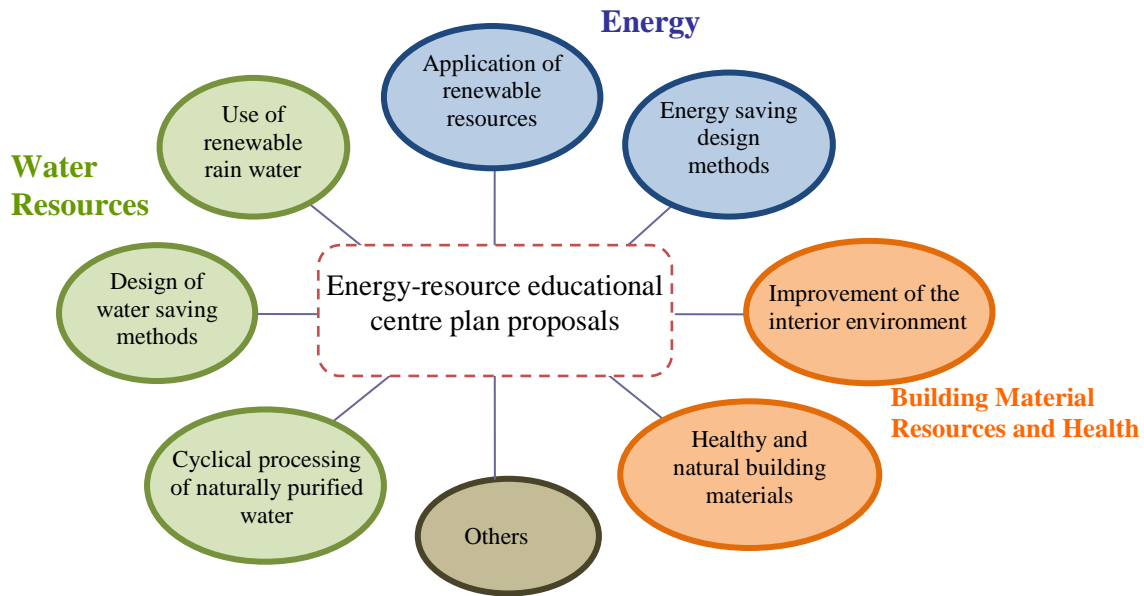 Energy
Application of
renewable
resources
Energy saving
design
methods
Use of
renewable
rain water
Water
Resources
Energy-resource educational
centre plan proposals
Design of
water saving
methods
Improvement of the
interior environment
Building Material
Resources and Health
Healthy and
natural building
materials
Cyclical processing
of naturally purified
water
Others